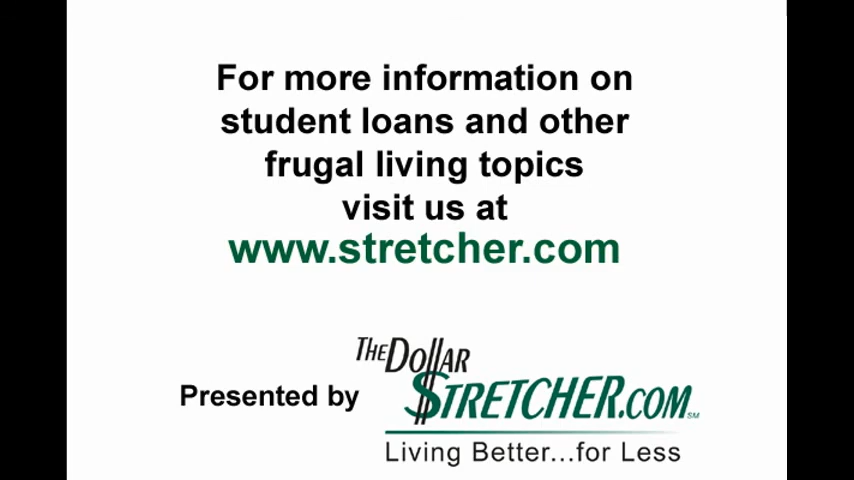 For more information on
student loans and other
frugal living topics
visit us at
www.stretcher.com
THE DOllAR
Presented by $TRETCHER.COM SM
Living Better...for Less